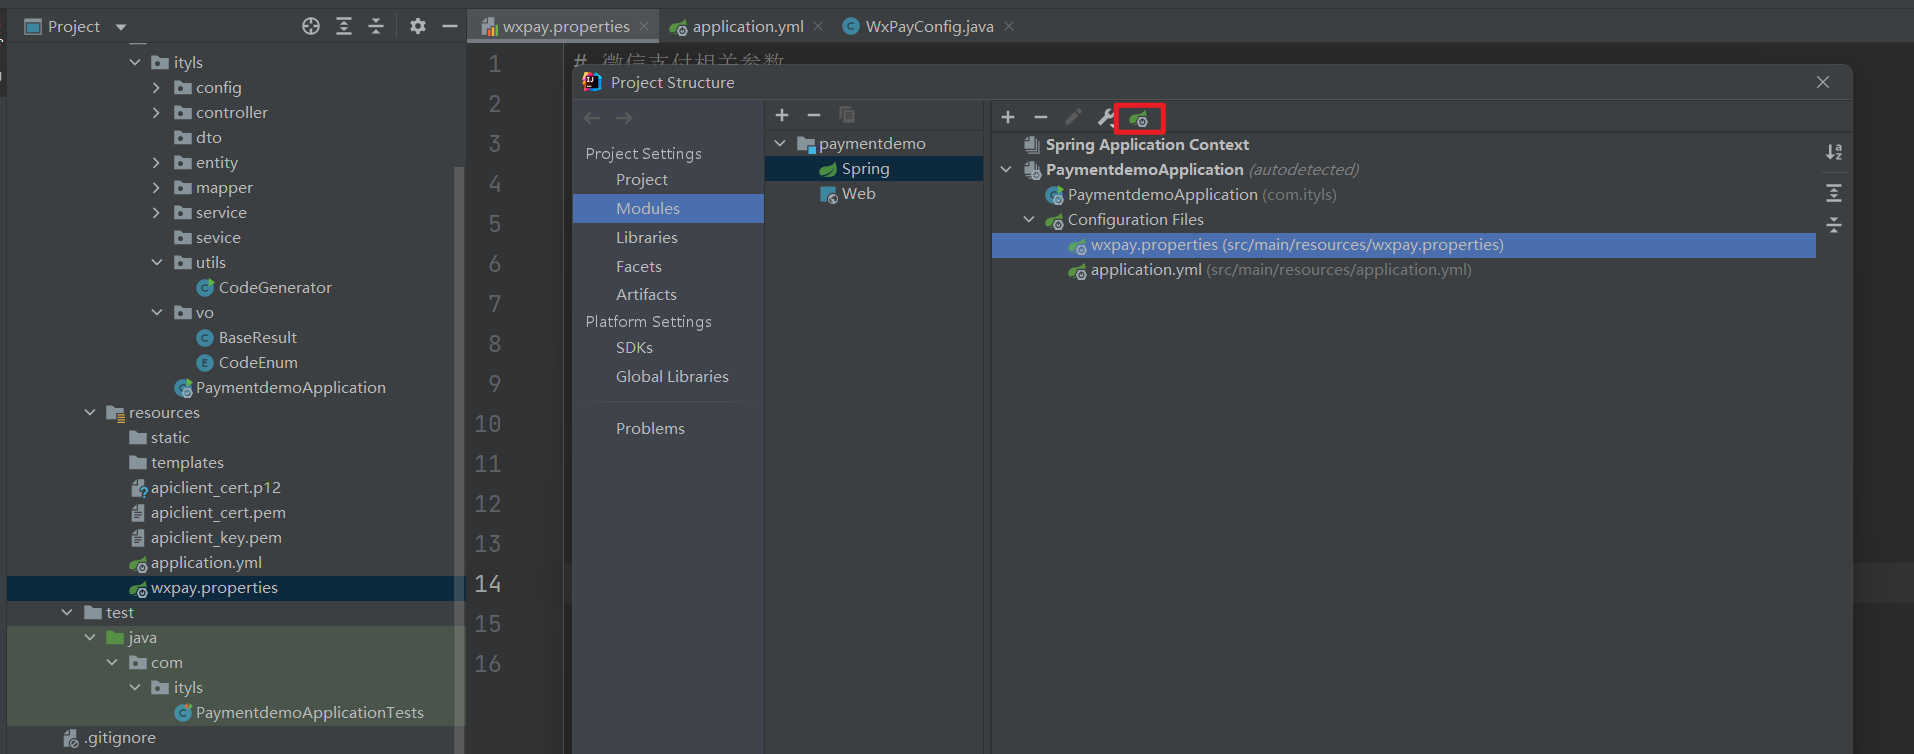 Project
wxpay.properties
application.yml
WxPayConfig.java
ityls
config
controller
dto
entity
mapper
service
sevice
utils
CodeGenerator
vo
BaseResult
CodeEnum
PaymentdemoApplication
resources
static
templates
apiclient_cert.p12
apiclient_cert.pem
apiclient_key.pem
application.yml
wxpay.properties
test
java
com
ityls
PaymentdemoApplicationTests
.gitignore
1
2
3
4
5
6
7
8
9
10
11
12
13
14
15
16
# 微信支付相关参数
Project Structure
Project Settings
Project
Modules
Libraries
Facets
Artifacts
Platform Settings
SDKs
Global Libraries
Problems
paymentdemo
Spring
Web
Spring Application Context
PaymentdemoApplication (autodetected)
PaymentdemoApplication (com.ityls)
Configuration Files
wxpay.properties (src/main/resources/wxpay.properties)
application.yml (src/main/resources/application.yml)